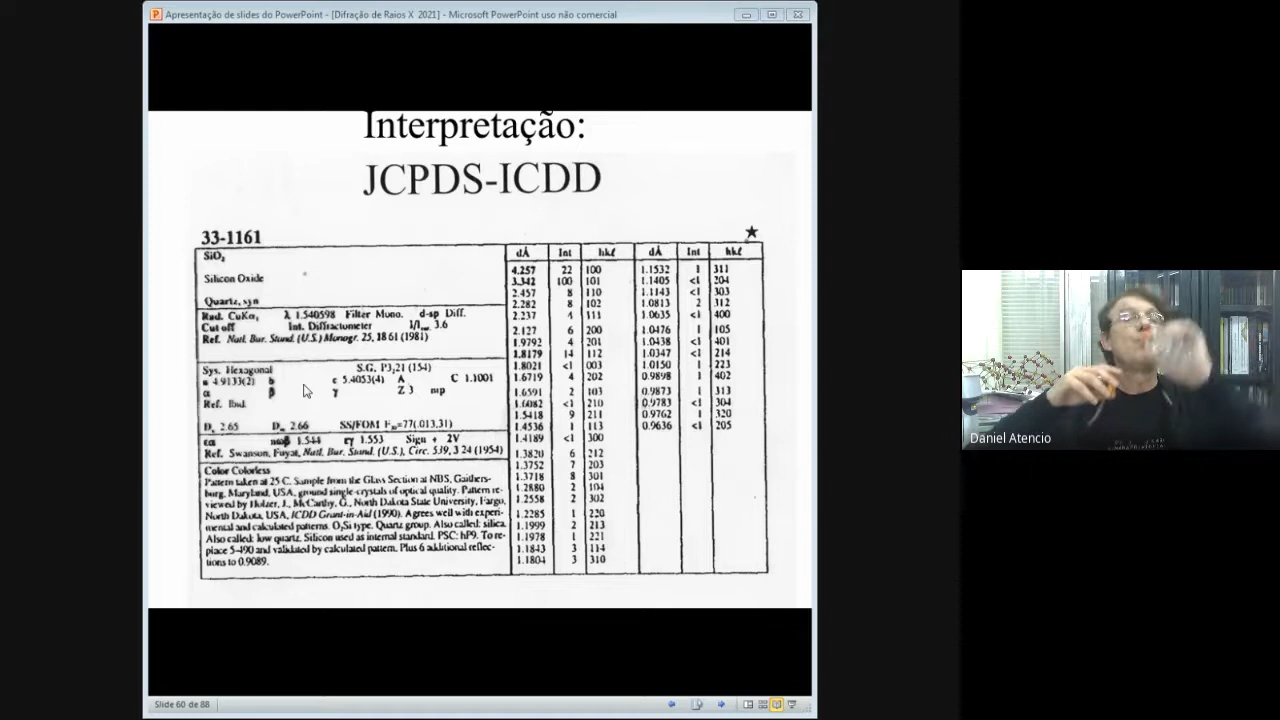 Apresentação de slides do PowerPoint - [Difração de Raios X 2021] - Microsoft PowerPoint uso não comercial
Interpretação:
JCPDS-ICDD
33-1161
SiO₂
Silicon Oxide
Quartz, syn
Rad. CuKα₁ λ 1.540598 Filter Mono. d-sp Diff.
Cut off Int. Diffractometer I/I 3.6
Ref. Natl. Bur. Stand. (U.S.) Monogr. 25, 18 61 (1981)
Sys. Hexagonal S.G. P3₂21 (154)
a 4.9133(2) b c 5.4053(4) A C 1.1001
α β γ Z 3 mp
Ref. Ibid.
D 2.65 D 2.66 SS/FOM F =77(.013,31)
εα nωβ 1.544 εγ 1.553 Sign + 2V
Ref. Swanson, Fuyat, Natl. Bur. Stand. (U.S.), Circ. 539, 3 24 (1954)
Color Colorless
Pattern taken at 25 C. Sample from the Glass Section at NBS, Gaithers-
burg, Maryland, USA, ground single-crystals of optical quality. Pattern re-
viewed by Holzer, J., McCarthy, G., North Dakota State University, Fargo,
North Dakota, USA, ICDD Grant-in-Aid (1990). Agrees well with experi-
mental and calculated patterns. O₂Si type. Quartz group. Also called: silica.
Also called: low quartz. Silicon used as internal standard. PSC: hP9. To re-
place 5-490 and validated by calculated pattern. Plus 6 additional reflec-
tions to 0.9089.
dÅ Int hkℓ dÅ Int hkℓ
4.257 22 100 1.1532 1 311
3.342 100 101 1.1405 <1 204
2.457 8 110 1.1143 <1 303
2.282 8 102 1.0813 2 312
2.237 4 111 1.0635 <1 400
2.127 6 200 1.0476 1 105
1.9792 4 201 1.0438 <1 401
1.8179 14 112 1.0347 <1 214
1.8021 <1 003 1.0150 1 223
1.6719 4 202 0.9898 1 402
1.6591 2 103 0.9873 1 313
1.6082 <1 210 0.9783 <1 304
1.5418 9 211 0.9762 1 320
1.4536 1 113 0.9636 <1 205
1.4189 <1 300
1.3820 6 212
1.3752 7 203
1.3718 8 301
1.2880 2 104
1.2558 2 302
1.2285 1 220
1.1999 2 213
1.1978 1 221
1.1843 3 114
1.1804 3 310
Daniel Atencio
Slide 60 de 88